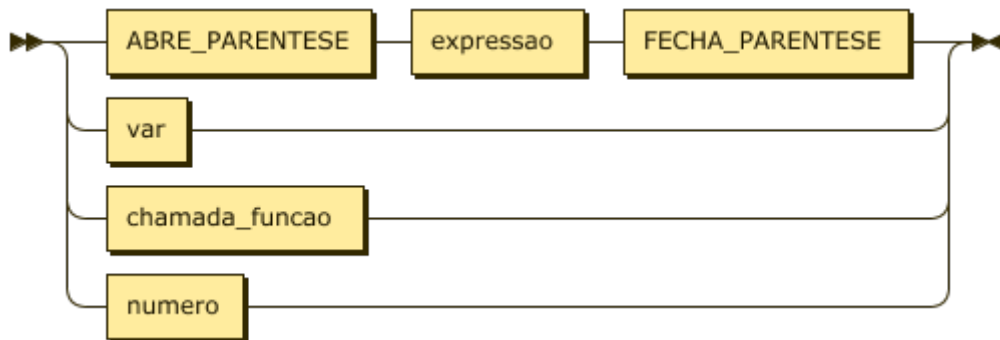 ABRE_PARENTESE expressao FECHA_PARENTESE
var
chamada_funcao
numero